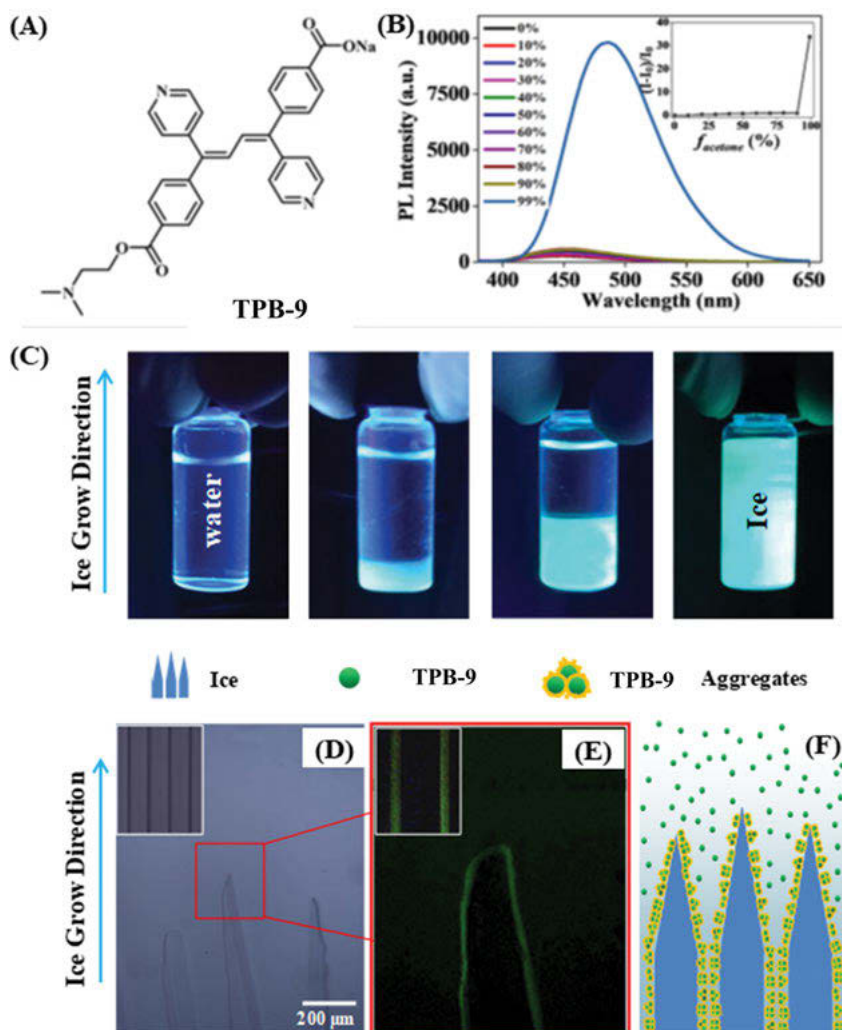 (A)
O
ONa
N
N
O
O
N
TPB-9
(B)
PL Intensity (a.u.)
10000
7500
5000
2500
0
0%
10%
20%
30%
40%
50%
60%
70%
80%
90%
99%
(I-I₀)/I₀
40
30
20
10
0
0 25 50 75 100
facetone (%)
400 450 500 550 600 650
Wavelength (nm)
(C)
Ice Grow Direction
water
Ice
Ice
TPB-9
TPB-9 Aggregates
Ice Grow Direction
(D)
200 μm
(E)
(F)